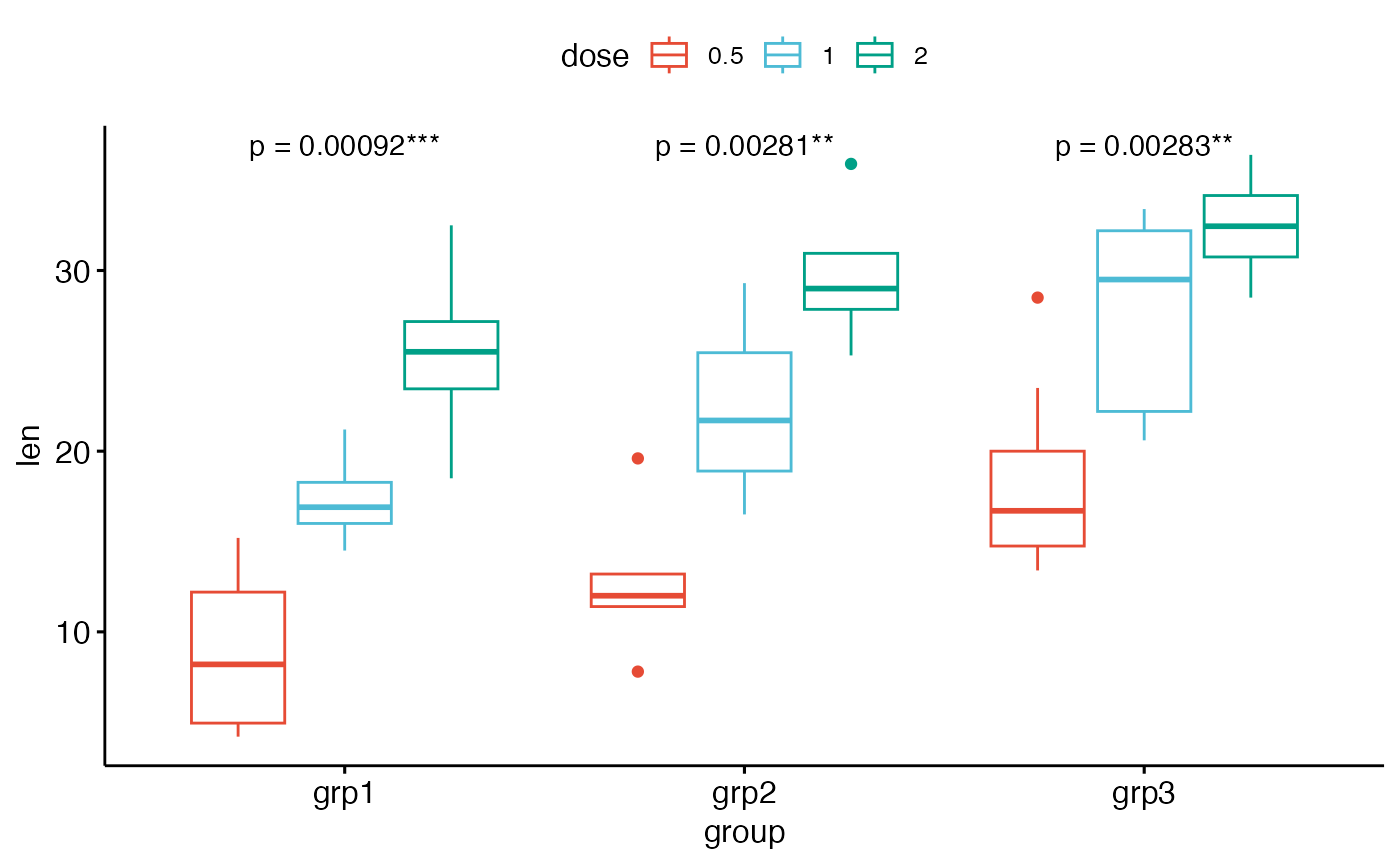 dose 0.5 1 2
p = 0.00092*** p = 0.00281** p = 0.00283**
30
20
10
len
grp1 grp2 grp3
group